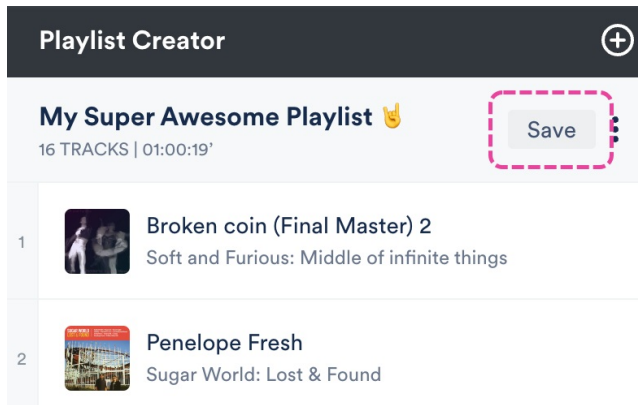 Playlist Creator
My Super Awesome Playlist 🤘
16 TRACKS | 01:00:19’
Save
1
Broken coin (Final Master) 2
Soft and Furious: Middle of infinite things
2
Penelope Fresh
Sugar World: Lost & Found